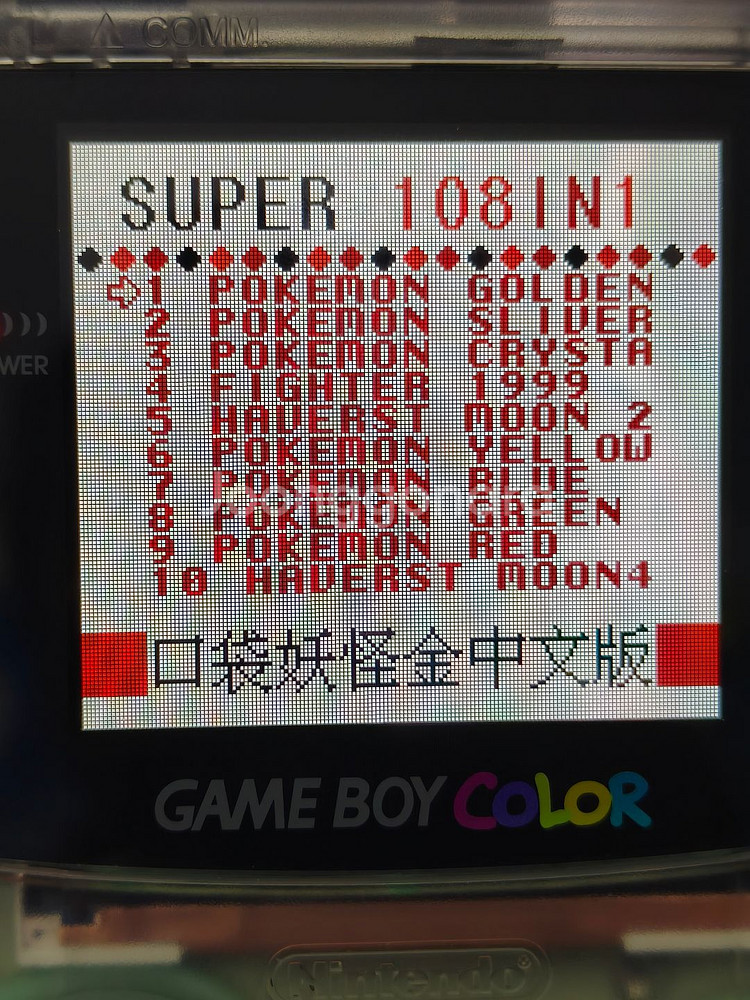 COMM.
SUPER 108IN1
1 POKEMON GOLDEN
2 POKEMON SLIVER
3 POKEMON CRYSTA
4 FIGHTER 1999
5 HAVERST MOON 2
6 POKEMON YELLOW
7 POKEMON BLUE
8 POKEMON GREEN
9 POKEMON RED
10 HAVERST MOON4
WER
口袋妖怪金中文版
GAME BOY COLOR
Nintendo®